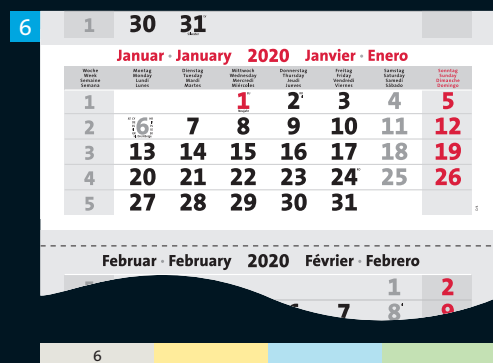 6
1 30 31
Januar · January 2020 Janvier · Enero
Woche Montag Dienstag Mittwoch Donnerstag Freitag Samstag Sonntag
Week Monday Tuesday Wednesday Thursday Friday Saturday Sunday
Semaine Lundi Mardi Mercredi Jeudi Vendredi Samedi Dimanche
Semana Lunes Martes Miércoles Jueves Viernes Sábado Domingo
1 1 2 3 4 5
2 6 7 8 9 10 11 12
3 13 14 15 16 17 18 19
4 20 21 22 23 24 25 26
5 27 28 29 30 31
Februar · February 2020 Février · Febrero
1 2
7 8 9
6